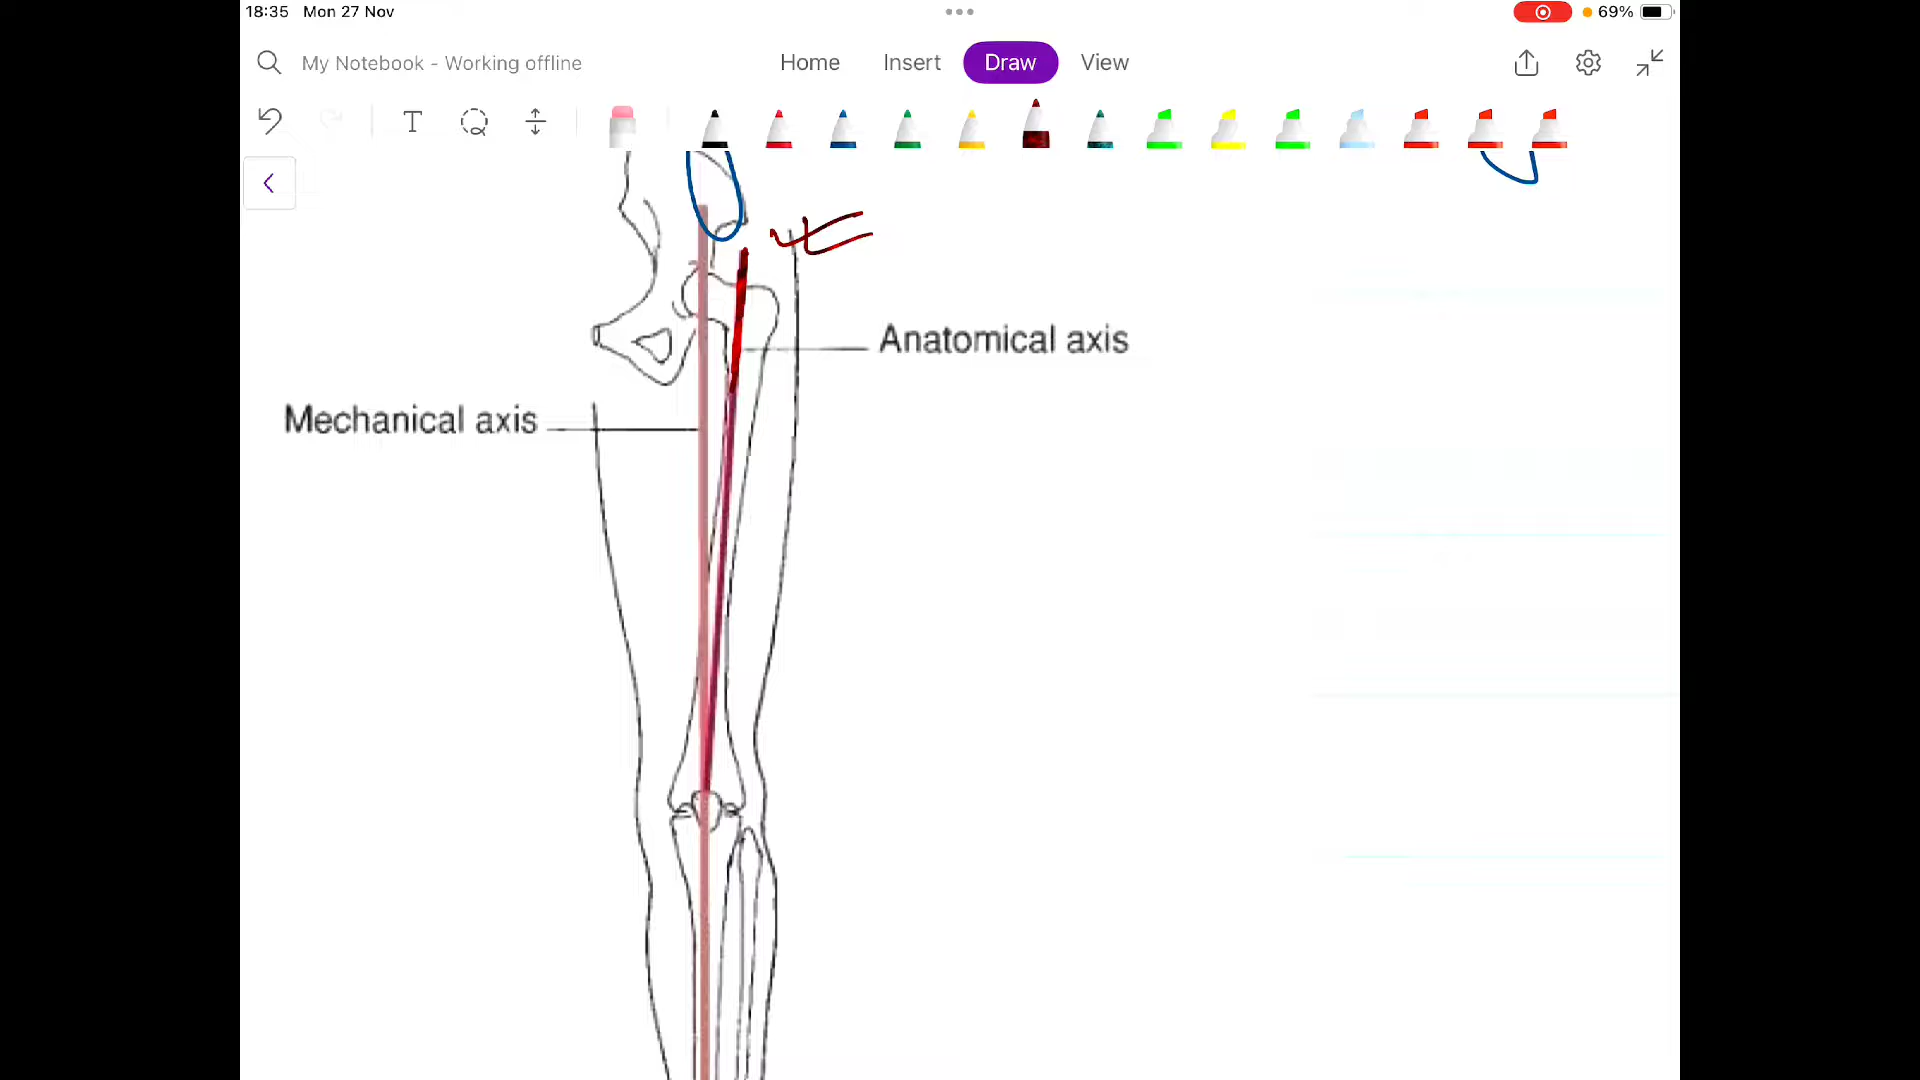 18:35 Mon 27 Nov
69%
My Notebook - Working offline
Home Insert Draw View
T
Anatomical axis
Mechanical axis